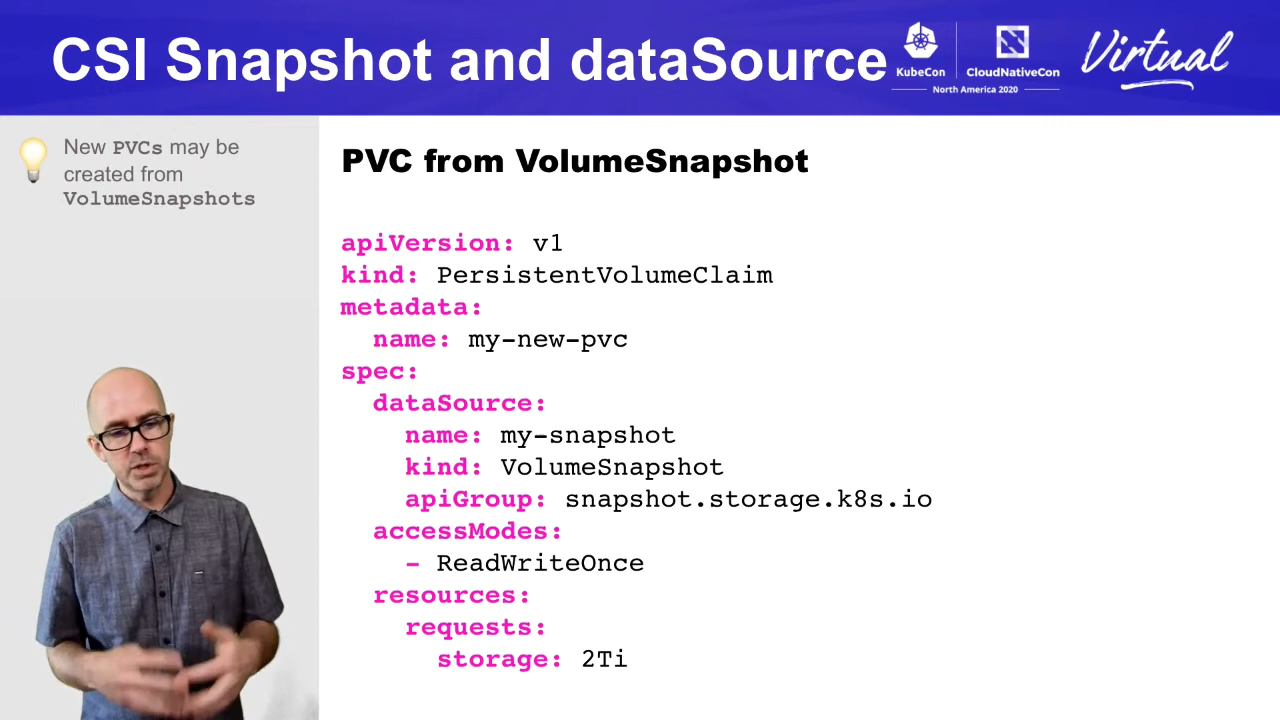 CSI Snapshot and dataSource
KubeCon
CloudNativeCon
North America 2020
Virtual
New PVCs may be
created from
VolumeSnapshots
PVC from VolumeSnapshot
apiVersion: v1
kind: PersistentVolumeClaim
metadata:
  name: my-new-pvc
spec:
  dataSource:
    name: my-snapshot
    kind: VolumeSnapshot
    apiGroup: snapshot.storage.k8s.io
  accessModes:
    - ReadWriteOnce
  resources:
    requests:
      storage: 2Ti